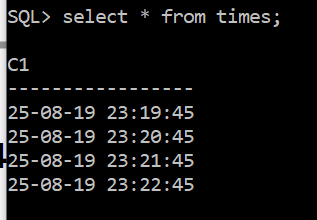 SQL> select * from times;
C1
-----------------
25-08-19 23:19:45
25-08-19 23:20:45
25-08-19 23:21:45
25-08-19 23:22:45